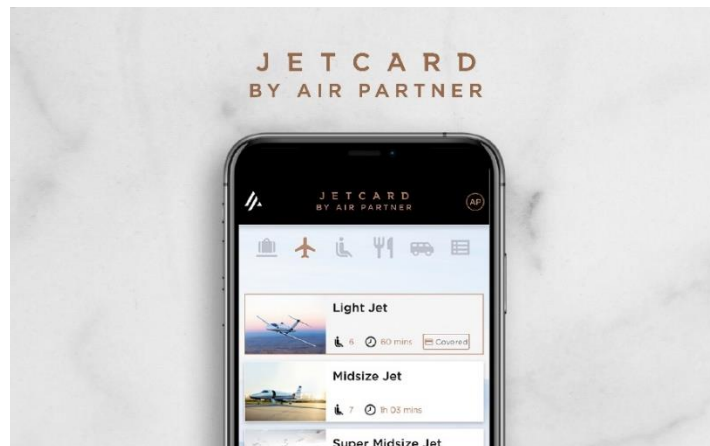 JETCARD
BY AIR PARTNER
JETCARD
BY AIR PARTNER
AP
Light Jet
6 60 mins Covered
Midsize Jet
7 1h 03 mins
Super Midsize Jet